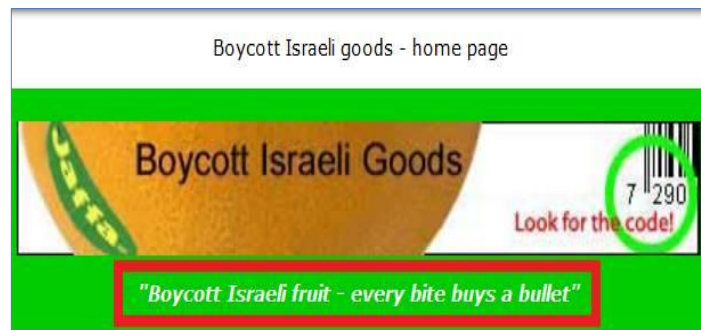 Boycott Israeli goods - home page
Jaffa
Boycott Israeli Goods
7 290
Look for the code!
"Boycott Israeli fruit - every bite buys a bullet"